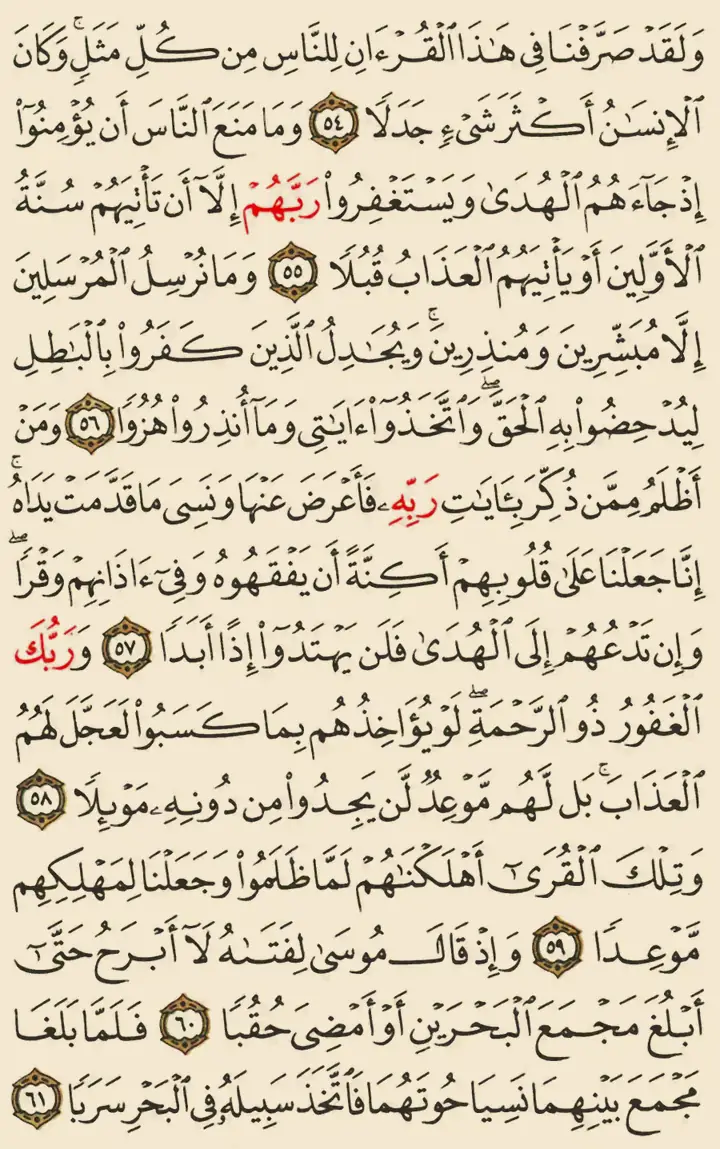 وَلَقَدْ صَرَّفْنَا فِى هَـٰذَا ٱلْقُرْءَانِ لِلنَّاسِ مِن كُلِّ مَثَلٍ ۚ وَكَانَ
ٱلْإِنسَـٰنُ أَكْثَرَ شَىْءٍ جَدَلًا ٥٤ وَمَا مَنَعَ ٱلنَّاسَ أَن يُؤْمِنُوٓا۟
إِذْ جَآءَهُمُ ٱلْهُدَىٰ وَيَسْتَغْفِرُوا۟ رَبَّهُمْ إِلَّآ أَن تَأْتِيَهُمْ سُنَّةُ
ٱلْأَوَّلِينَ أَوْ يَأْتِيَهُمُ ٱلْعَذَابُ قُبُلًا ٥٥ وَمَا نُرْسِلُ ٱلْمُرْسَلِينَ
إِلَّا مُبَشِّرِينَ وَمُنذِرِينَ ۚ وَيُجَـٰدِلُ ٱلَّذِينَ كَفَرُوا۟ بِٱلْبَـٰطِلِ
لِيُدْحِضُوا۟ بِهِ ٱلْحَقَّ ۖ وَٱتَّخَذُوٓا۟ ءَايَـٰتِى وَمَآ أُنذِرُوا۟ هُزُوًا ٥٦ وَمَنْ
أَظْلَمُ مِمَّن ذُكِّرَ بِـَٔايَـٰتِ رَبِّهِۦ فَأَعْرَضَ عَنْهَا وَنَسِىَ مَا قَدَّمَتْ يَدَاهُ ۚ
إِنَّا جَعَلْنَا عَلَىٰ قُلُوبِهِمْ أَكِنَّةً أَن يَفْقَهُوهُ وَفِىٓ ءَاذَانِهِمْ وَقْرًا ۖ
وَإِن تَدْعُهُمْ إِلَى ٱلْهُدَىٰ فَلَن يَهْتَدُوٓا۟ إِذًا أَبَدًا ٥٧ وَرَبُّكَ
ٱلْغَفُورُ ذُو ٱلرَّحْمَةِ ۖ لَوْ يُؤَاخِذُهُم بِمَا كَسَبُوا۟ لَعَجَّلَ لَهُمُ
ٱلْعَذَابَ ۚ بَل لَّهُم مَّوْعِدٌ لَّن يَجِدُوا۟ مِن دُونِهِۦ مَوْئِلًا ٥٨
وَتِلْكَ ٱلْقُرَىٰٓ أَهْلَكْنَـٰهُمْ لَمَّا ظَلَمُوا۟ وَجَعَلْنَا لِمَهْلِكِهِم
مَّوْعِدًا ٥٩ وَإِذْ قَالَ مُوسَىٰ لِفَتَىٰهُ لَآ أَبْرَحُ حَتَّىٰٓ
أَبْلُغَ مَجْمَعَ ٱلْبَحْرَيْنِ أَوْ أَمْضِىَ حُقُبًا ٦٠ فَلَمَّا بَلَغَا
مَجْمَعَ بَيْنِهِمَا نَسِيَا حُوتَهُمَا فَٱتَّخَذَ سَبِيلَهُۥ فِى ٱلْبَحْرِ سَرَبًا ٦١